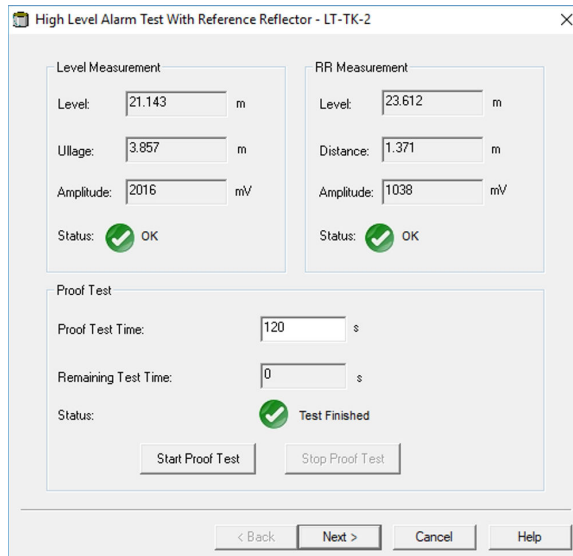 High Level Alarm Test With Reference Reflector - LT-TK-2
Level Measurement
Level: 21.143 m
Ullage: 3.857 m
Amplitude: 2016 mV
Status: OK
RR Measurement
Level: 23.612 m
Distance: 1.371 m
Amplitude: 1038 mV
Status: OK
Proof Test
Proof Test Time: 120 s
Remaining Test Time: 0 s
Status: Test Finished
Start Proof Test Stop Proof Test
< Back Next > Cancel Help